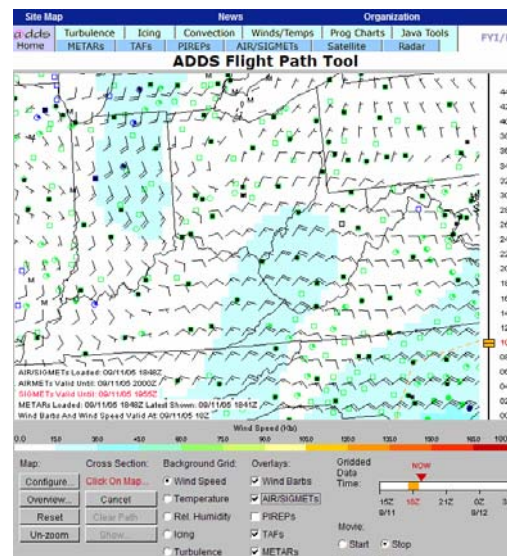 Site Map News Organization
adds Turbulence Icing Convection Winds/Temps Prog Charts Java Tools
Home METARs TAFs PIREPs AIR/SIGMETs Satellite Radar
ADDS Flight Path Tool
AIR/SIGMETs Loaded: 09/11/05 1848Z
AIRMETs Valid Until: 09/11/05 2000Z
SIGMETs Valid Until: 09/11/05 1955Z
METARs Loaded: 09/11/05 1848Z Latest Shown: 09/11/05 1841Z
Wind Barbs And Wind Speed Valid At: 09/11/05 18Z
Wind Speed (Kts)
Map: Cross Section: Background Grid: Overlays: Gridded Data Time:
NOW
Configure... Click On Map... Wind Speed Wind Barbs
Overview... Cancel Temperature AIR/SIGMETs
15Z 18Z 21Z 0Z
9/11 9/12
Reset Clear Path Rel. Humidity PIREPs
Movie:
Un-zoom Show... Icing TAFs Start Stop
Turbulence METARs